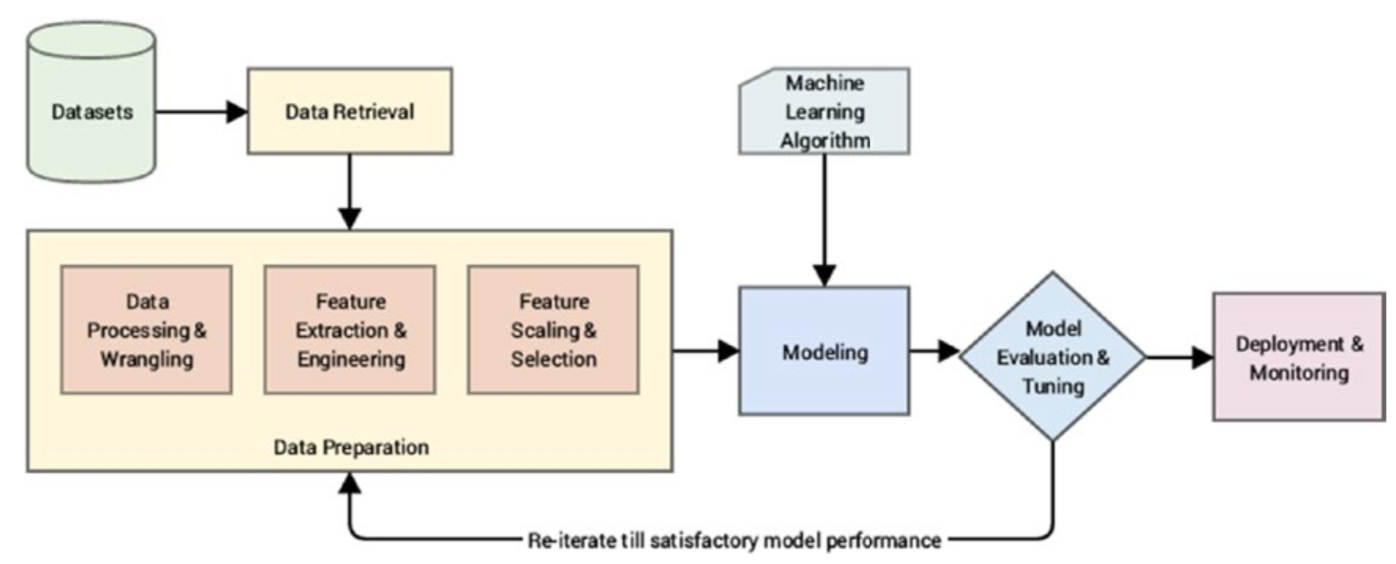 Datasets
Data Retrieval
Machine
Learning
Algorithm
Data
Processing &
Wrangling
Feature
Extraction &
Engineering
Feature
Scaling &
Selection
Data Preparation
Modeling
Model
Evaluation &
Tuning
Deployment &
Monitoring
Re-iterate till satisfactory model performance